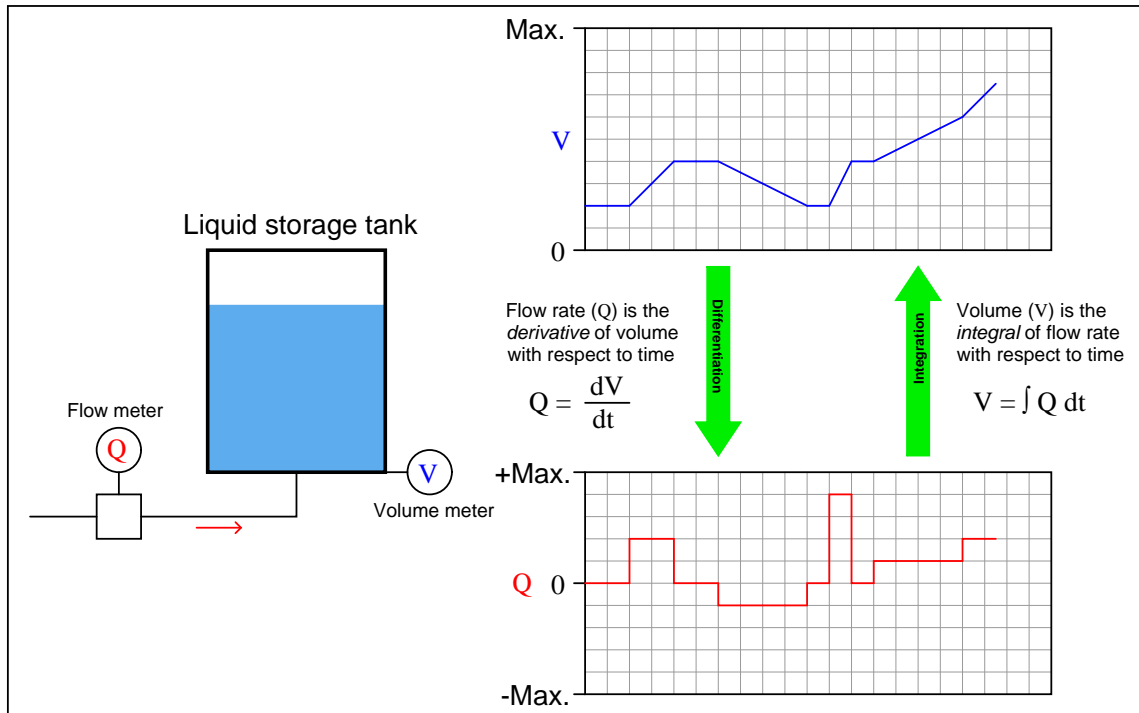 Max.
V
0
Liquid storage tank
Flow meter
Q
V
Volume meter
Flow rate (Q) is the
derivative of volume
with respect to time
Q = dV
dt
Differentiation
Integration
Volume (V) is the
integral of flow rate
with respect to time
V = ∫ Q dt
+Max.
Q 0
-Max.